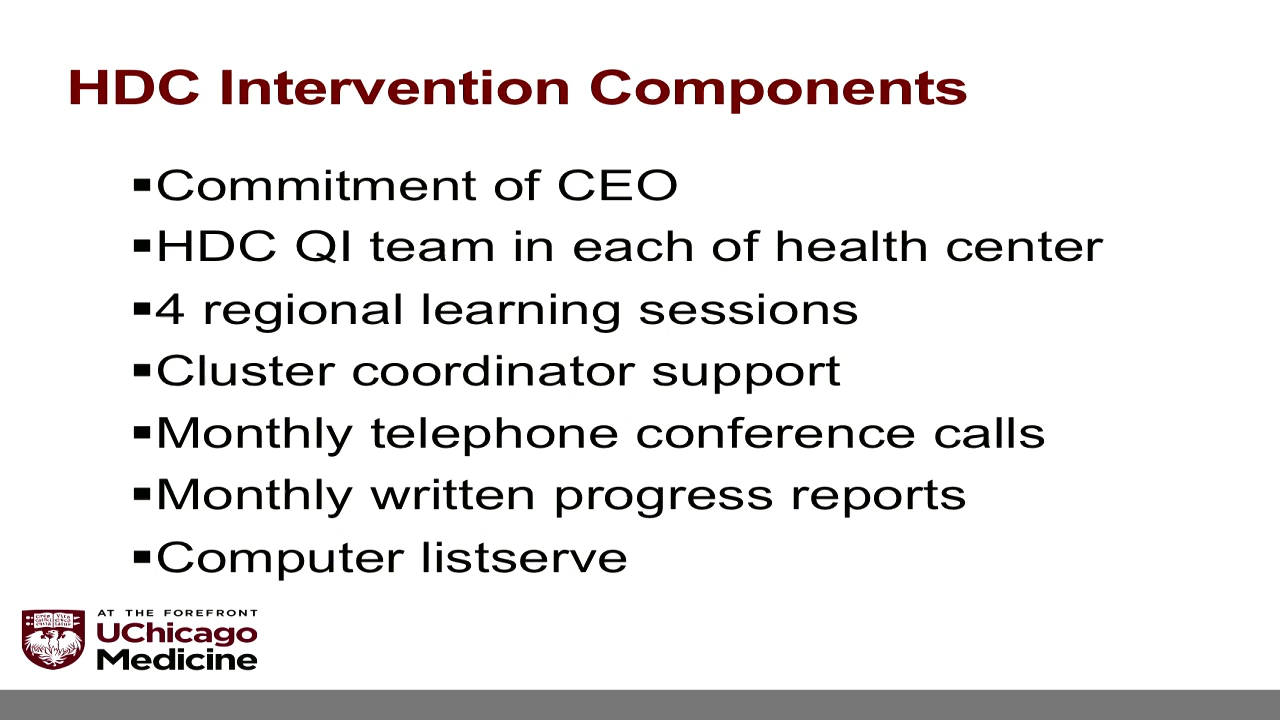 HDC Intervention Components
▪Commitment of CEO
▪HDC QI team in each of health center
▪4 regional learning sessions
▪Cluster coordinator support
▪Monthly telephone conference calls
▪Monthly written progress reports
▪Computer listserve
AT THE FOREFRONT
UChicago
Medicine